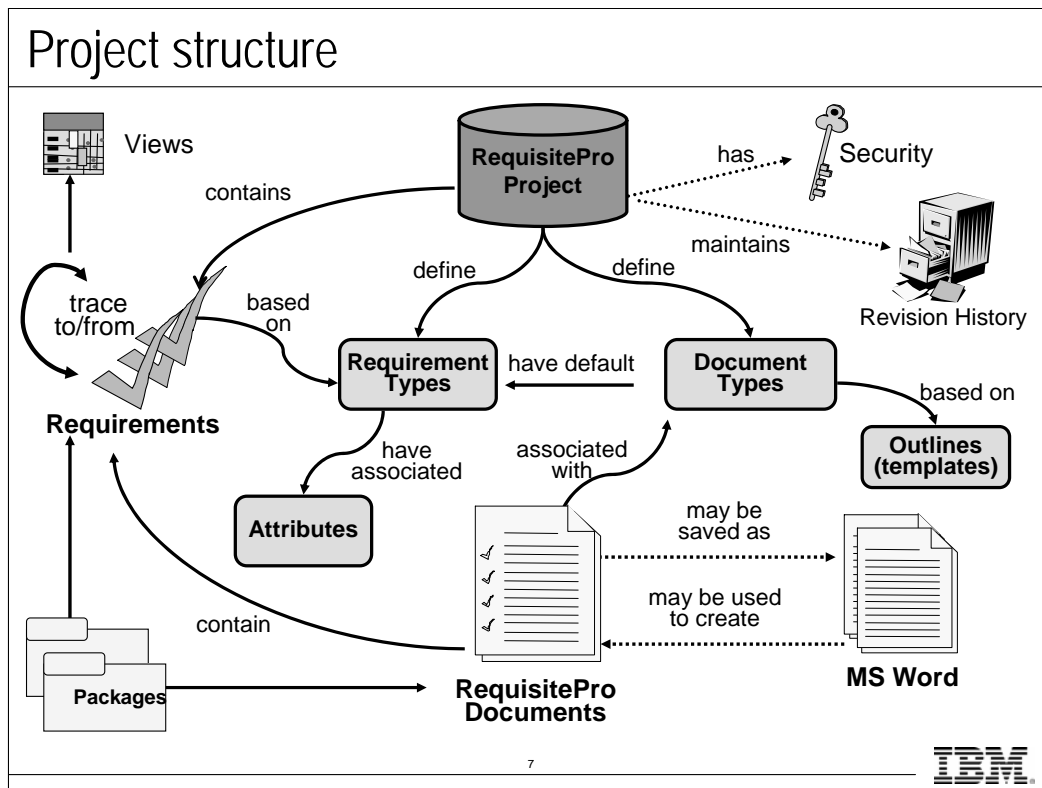 Project structure
Views
RequisitePro
Project
has
Security
contains
maintains
define
define
Revision History
trace
to/from
based
on
Requirement
Types
have default
Document
Types
based on
Requirements
have
associated
associated
with
Outlines
(templates)
Attributes
may be
saved as
may be used
to create
contain
Packages
RequisitePro
Documents
MS Word
7
IBM.